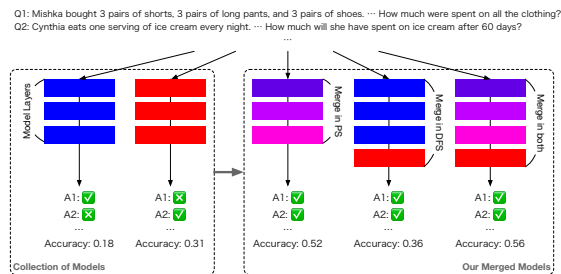 Q1: Mishka bought 3 pairs of shorts, 3 pairs of long pants, and 3 pairs of shoes. ··· How much were spent on all the clothing?
Q2: Cynthia eats one serving of ice cream every night. ··· How much will she have spent on ice cream after 60 days?
...
Model Layers
Merge in PS
Merge in DFS
Merge in both
A1: ✅ A1: ❎ A1: ✅ A1: ✅ A1: ✅
A2: ❎ A2: ✅ A2: ✅ A2: ✅ A2: ✅
... ... ... ... ...
Accuracy: 0.18 Accuracy: 0.31 Accuracy: 0.52 Accuracy: 0.36 Accuracy: 0.56
Collection of Models Our Merged Models